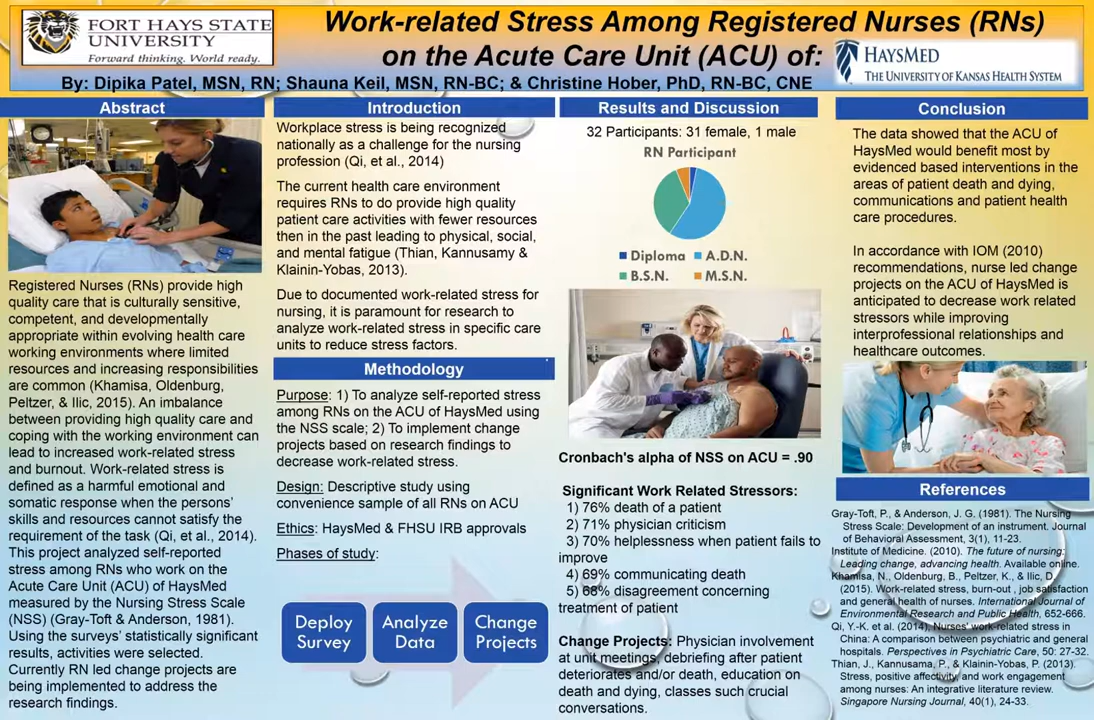 FORT HAYS STATE
UNIVERSITY
Forward thinking. World ready.
Work-related Stress Among Registered Nurses (RNs)
on the Acute Care Unit (ACU) of:
HAYSMED
THE UNIVERSITY OF KANSAS HEALTH SYSTEM
By: Dipika Patel, MSN, RN; Shauna Keil, MSN, RN-BC; & Christine Hober, PhD, RN-BC, CNE
Abstract
Registered Nurses (RNs) provide high
quality care that is culturally sensitive,
competent, and developmentally
appropriate within evolving health care
working environments where limited
resources and increasing responsibilities
are common (Khamisa, Oldenburg,
Peltzer, & Ilic, 2015). An imbalance
between providing high quality care and
coping with the working environment can
lead to increased work-related stress
and burnout. Work-related stress is
defined as a harmful emotional and
somatic response when the persons'
skills and resources cannot satisfy the
requirement of the task (Qi, et al., 2014).
This project analyzed self-reported
stress among RNs who work on the
Acute Care Unit (ACU) of HaysMed
measured by the Nursing Stress Scale
(NSS) (Gray-Toft & Anderson, 1981).
Using the surveys' statistically significant
results, activities were selected.
Currently RN led change projects are
being implemented to address the
research findings.
Introduction
Workplace stress is being recognized
nationally as a challenge for the nursing
profession (Qi, et al., 2014)
The current health care environment
requires RNs to do provide high quality
patient care activities with fewer resources
then in the past leading to physical, social,
and mental fatigue (Thian, Kannusamy &
Klainin-Yobas, 2013).
Due to documented work-related stress for
nursing, it is paramount for research to
analyze work-related stress in specific care
units to reduce stress factors.
Methodology
Purpose: 1) To analyze self-reported stress
among RNs on the ACU of HaysMed using
the NSS scale; 2) To implement change
projects based on research findings to
decrease work-related stress.
Design: Descriptive study using
convenience sample of all RNs on ACU
Ethics: HaysMed & FHSU IRB approvals
Phases of study:
Deploy
Survey
Analyze
Data
Change
Projects
Results and Discussion
32 Participants: 31 female, 1 male
RN Participant
Diploma A.D.N.
B.S.N. M.S.N.
Cronbach's alpha of NSS on ACU = .90
Significant Work Related Stressors:
1) 76% death of a patient
2) 71% physician criticism
3) 70% helplessness when patient fails to
improve
4) 69% communicating death
5) 68% disagreement concerning
treatment of patient
Change Projects: Physician involvement
at unit meetings, debriefing after patient
deteriorates and/or death, education on
death and dying, classes such crucial
conversations.
Conclusion
The data showed that the ACU of
HaysMed would benefit most by
evidenced based interventions in the
areas of patient death and dying,
communications and patient health
care procedures.
In accordance with IOM (2010)
recommendations, nurse led change
projects on the ACU of HaysMed is
anticipated to decrease work related
stressors while improving
interprofessional relationships and
healthcare outcomes.
References
Gray-Toft, P., & Anderson, J. G. (1981). The Nursing
Stress Scale: Development of an instrument. Journal
of Behavioral Assessment, 3(1), 11-23.
Institute of Medicine. (2010). The future of nursing:
Leading change, advancing health. Available online.
Khamisa, N., Oldenburg, B., Peltzer, K., & Ilic, D.
(2015). Work-related stress, burn-out , job satisfaction
and general health of nurses. International Journal of
Environmental Research and Public Health, 652-666.
Qi, Y.-K. et al. (2014), Nurses' work-related stress in
China: A comparison between psychiatric and general
hospitals. Perspectives in Psychiatric Care, 50: 27-32.
Thian, J., Kannusama, P., & Klainin-Yobas, P. (2013).
Stress, positive affectivity, and work engagement
among nurses: An integrative literature review.
Singapore Nursing Journal, 40(1), 24-33.